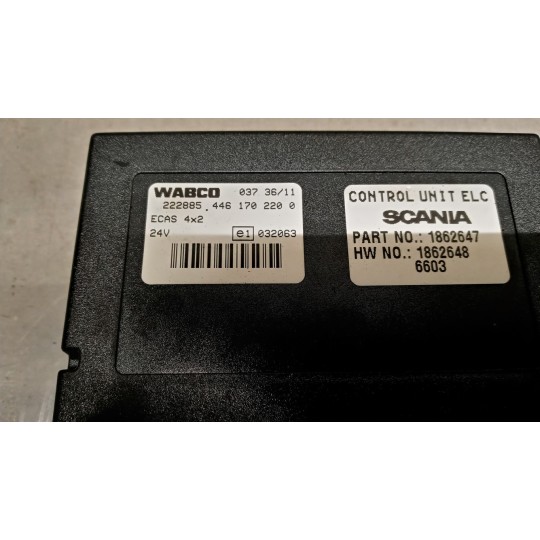 WABCO 037 36/11
222885.446 170 220 0
ECAS 4x2
24V e1 032063
CONTROL UNIT ELC
SCANIA
PART NO.: 1862647
HW NO.: 1862648
6603